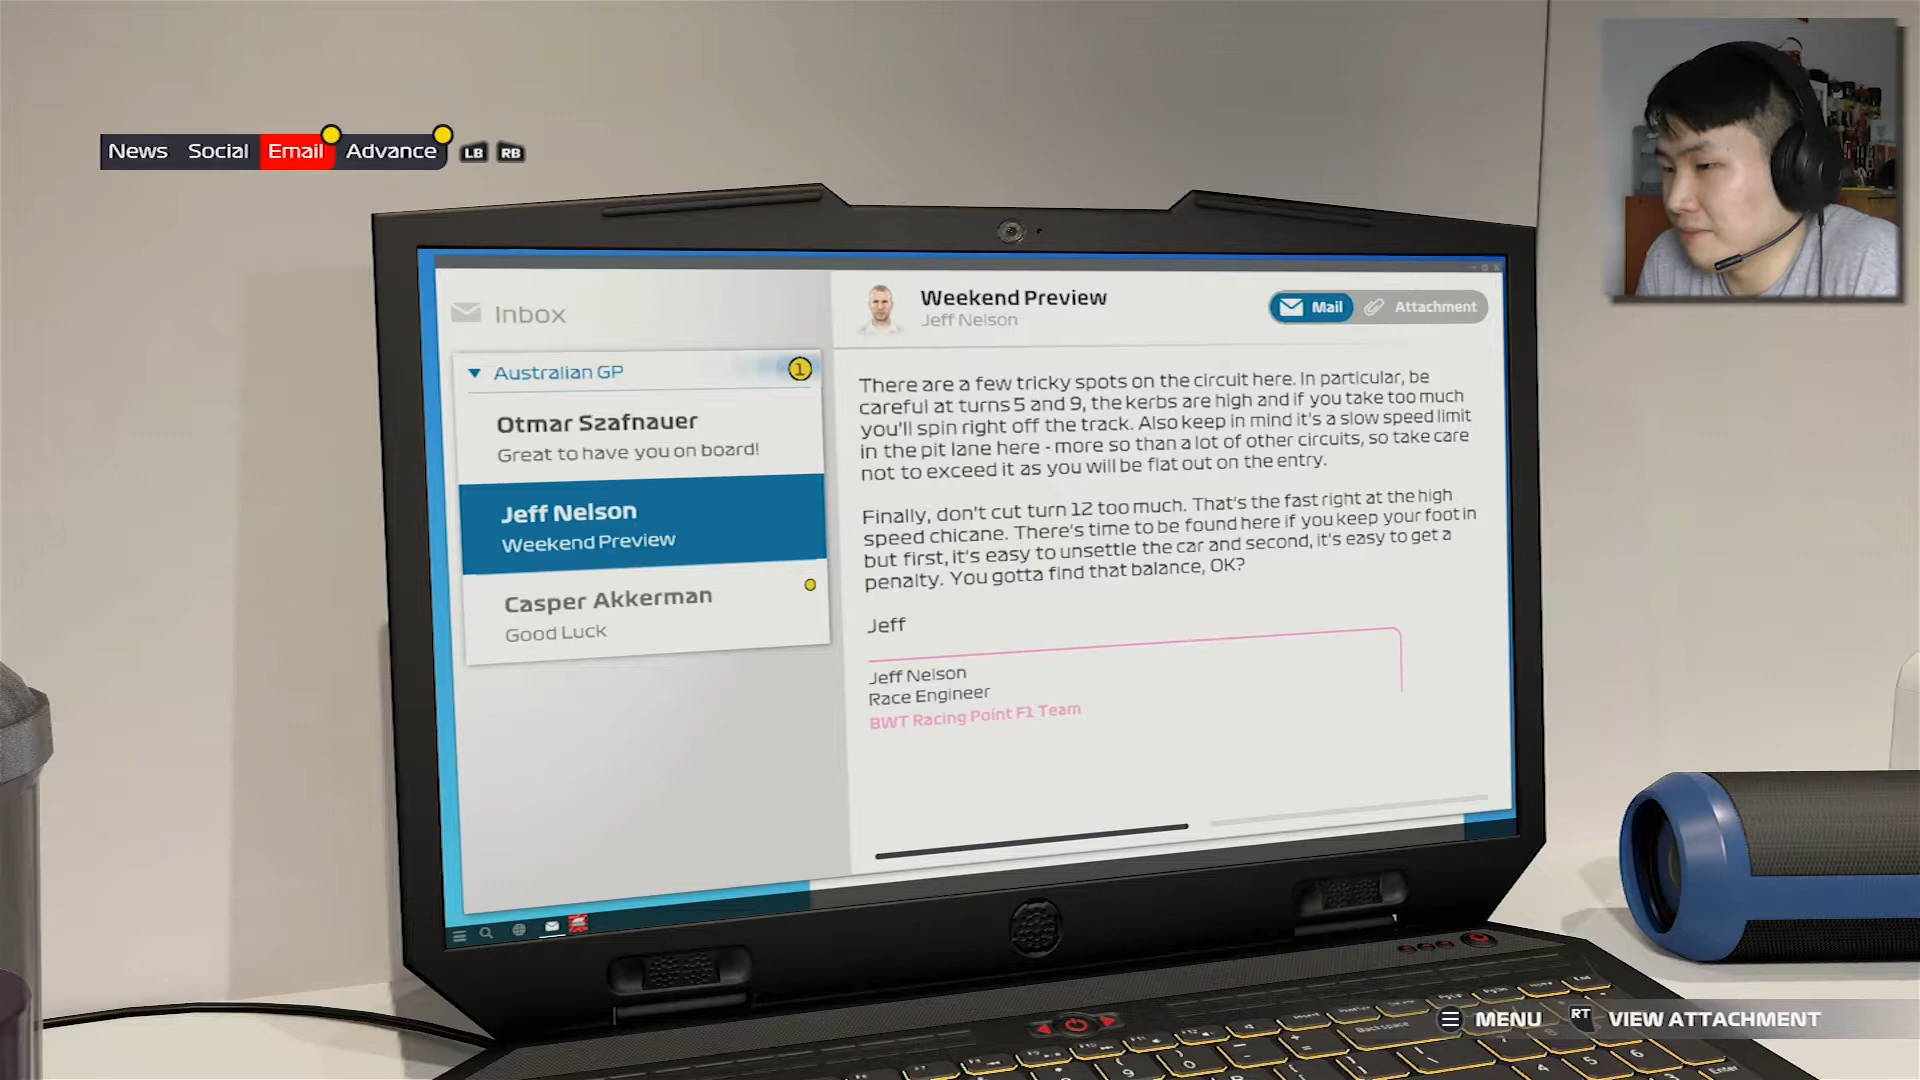 News Social Email Advance LB RB
Inbox
Australian GP 1
Otmar Szafnauer
Great to have you on board!
Jeff Nelson
Weekend Preview
Casper Akkerman
Good Luck
Weekend Preview
Jeff Nelson
Mail Attachment
There are a few tricky spots on the circuit here. In particular, be
careful at turns 5 and 9, the kerbs are high and if you take too much
you'll spin right off the track. Also keep in mind it's a slow speed limit
in the pit lane here - more so than a lot of other circuits, so take care
not to exceed it as you will be flat out on the entry.
Finally, don't cut turn 12 too much. That's the fast right at the high
speed chicane. There's time to be found here if you keep your foot in
but first, it's easy to unsettle the car and second, it's easy to get a
penalty. You gotta find that balance, OK?
Jeff
Jeff Nelson
Race Engineer
BWT Racing Point F1 Team
MENU RT VIEW ATTACHMENT